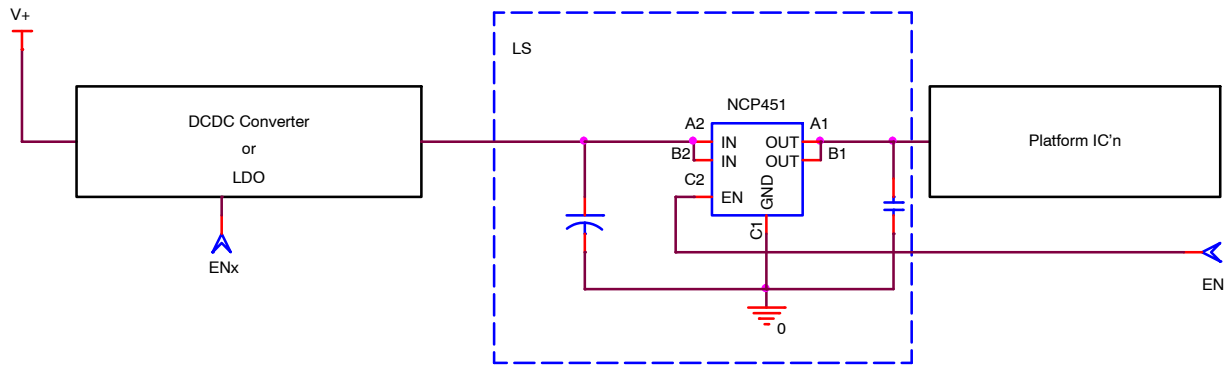 V+
LS
NCP451
DCDC Converter
or
LDO
A2
A1
IN
OUT
B2
B1
IN
OUT
C2
EN
GND
C1
Platform IC'n
ENx
EN
0